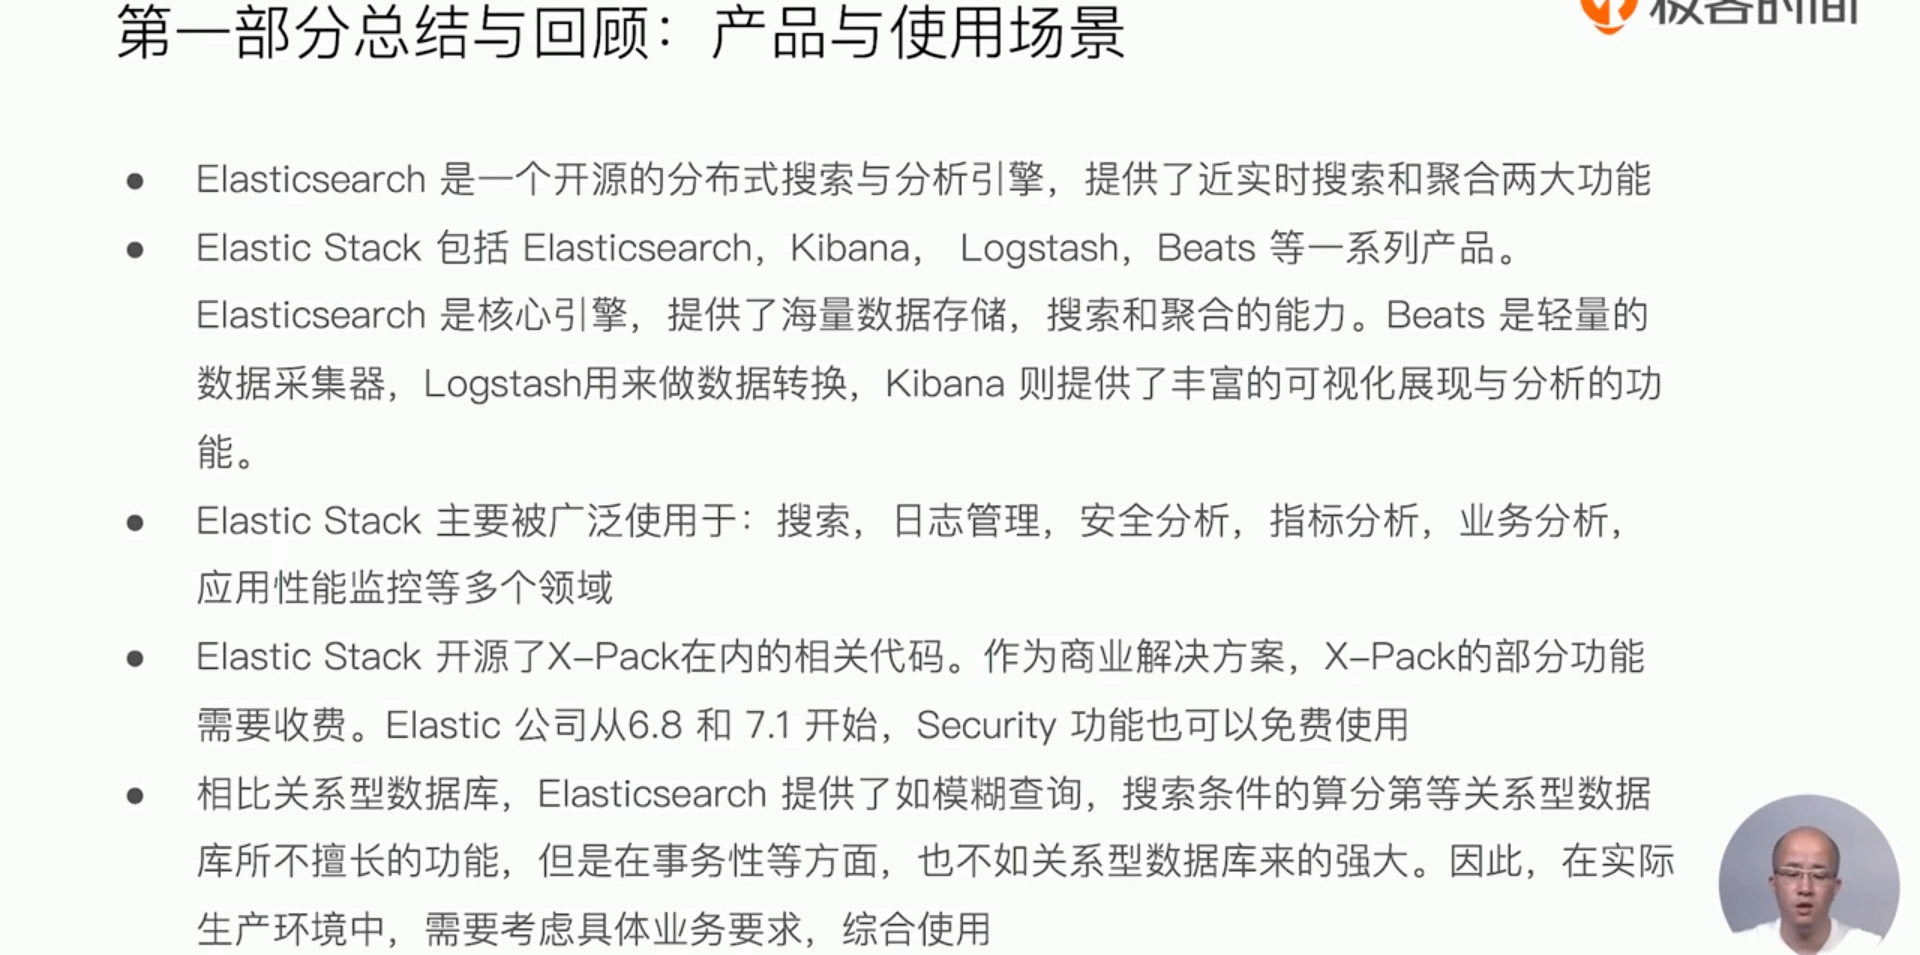 第一部分总结与回顾：产品与使用场景
极客时间
● Elasticsearch 是一个开源的分布式搜索与分析引擎，提供了近实时搜索和聚合两大功能
● Elastic Stack 包括 Elasticsearch，Kibana， Logstash，Beats 等一系列产品。
Elasticsearch 是核心引擎，提供了海量数据存储，搜索和聚合的能力。Beats 是轻量的
数据采集器，Logstash用来做数据转换，Kibana 则提供了丰富的可视化展现与分析的功
能。
● Elastic Stack 主要被广泛使用于：搜索，日志管理，安全分析，指标分析，业务分析，
应用性能监控等多个领域
● Elastic Stack 开源了X-Pack在内的相关代码。作为商业解决方案，X-Pack的部分功能
需要收费。Elastic 公司从6.8 和 7.1 开始，Security 功能也可以免费使用
● 相比关系型数据库，Elasticsearch 提供了如模糊查询，搜索条件的算分第等关系型数据
库所不擅长的功能，但是在事务性等方面，也不如关系型数据库来的强大。因此，在实际
生产环境中，需要考虑具体业务要求，综合使用